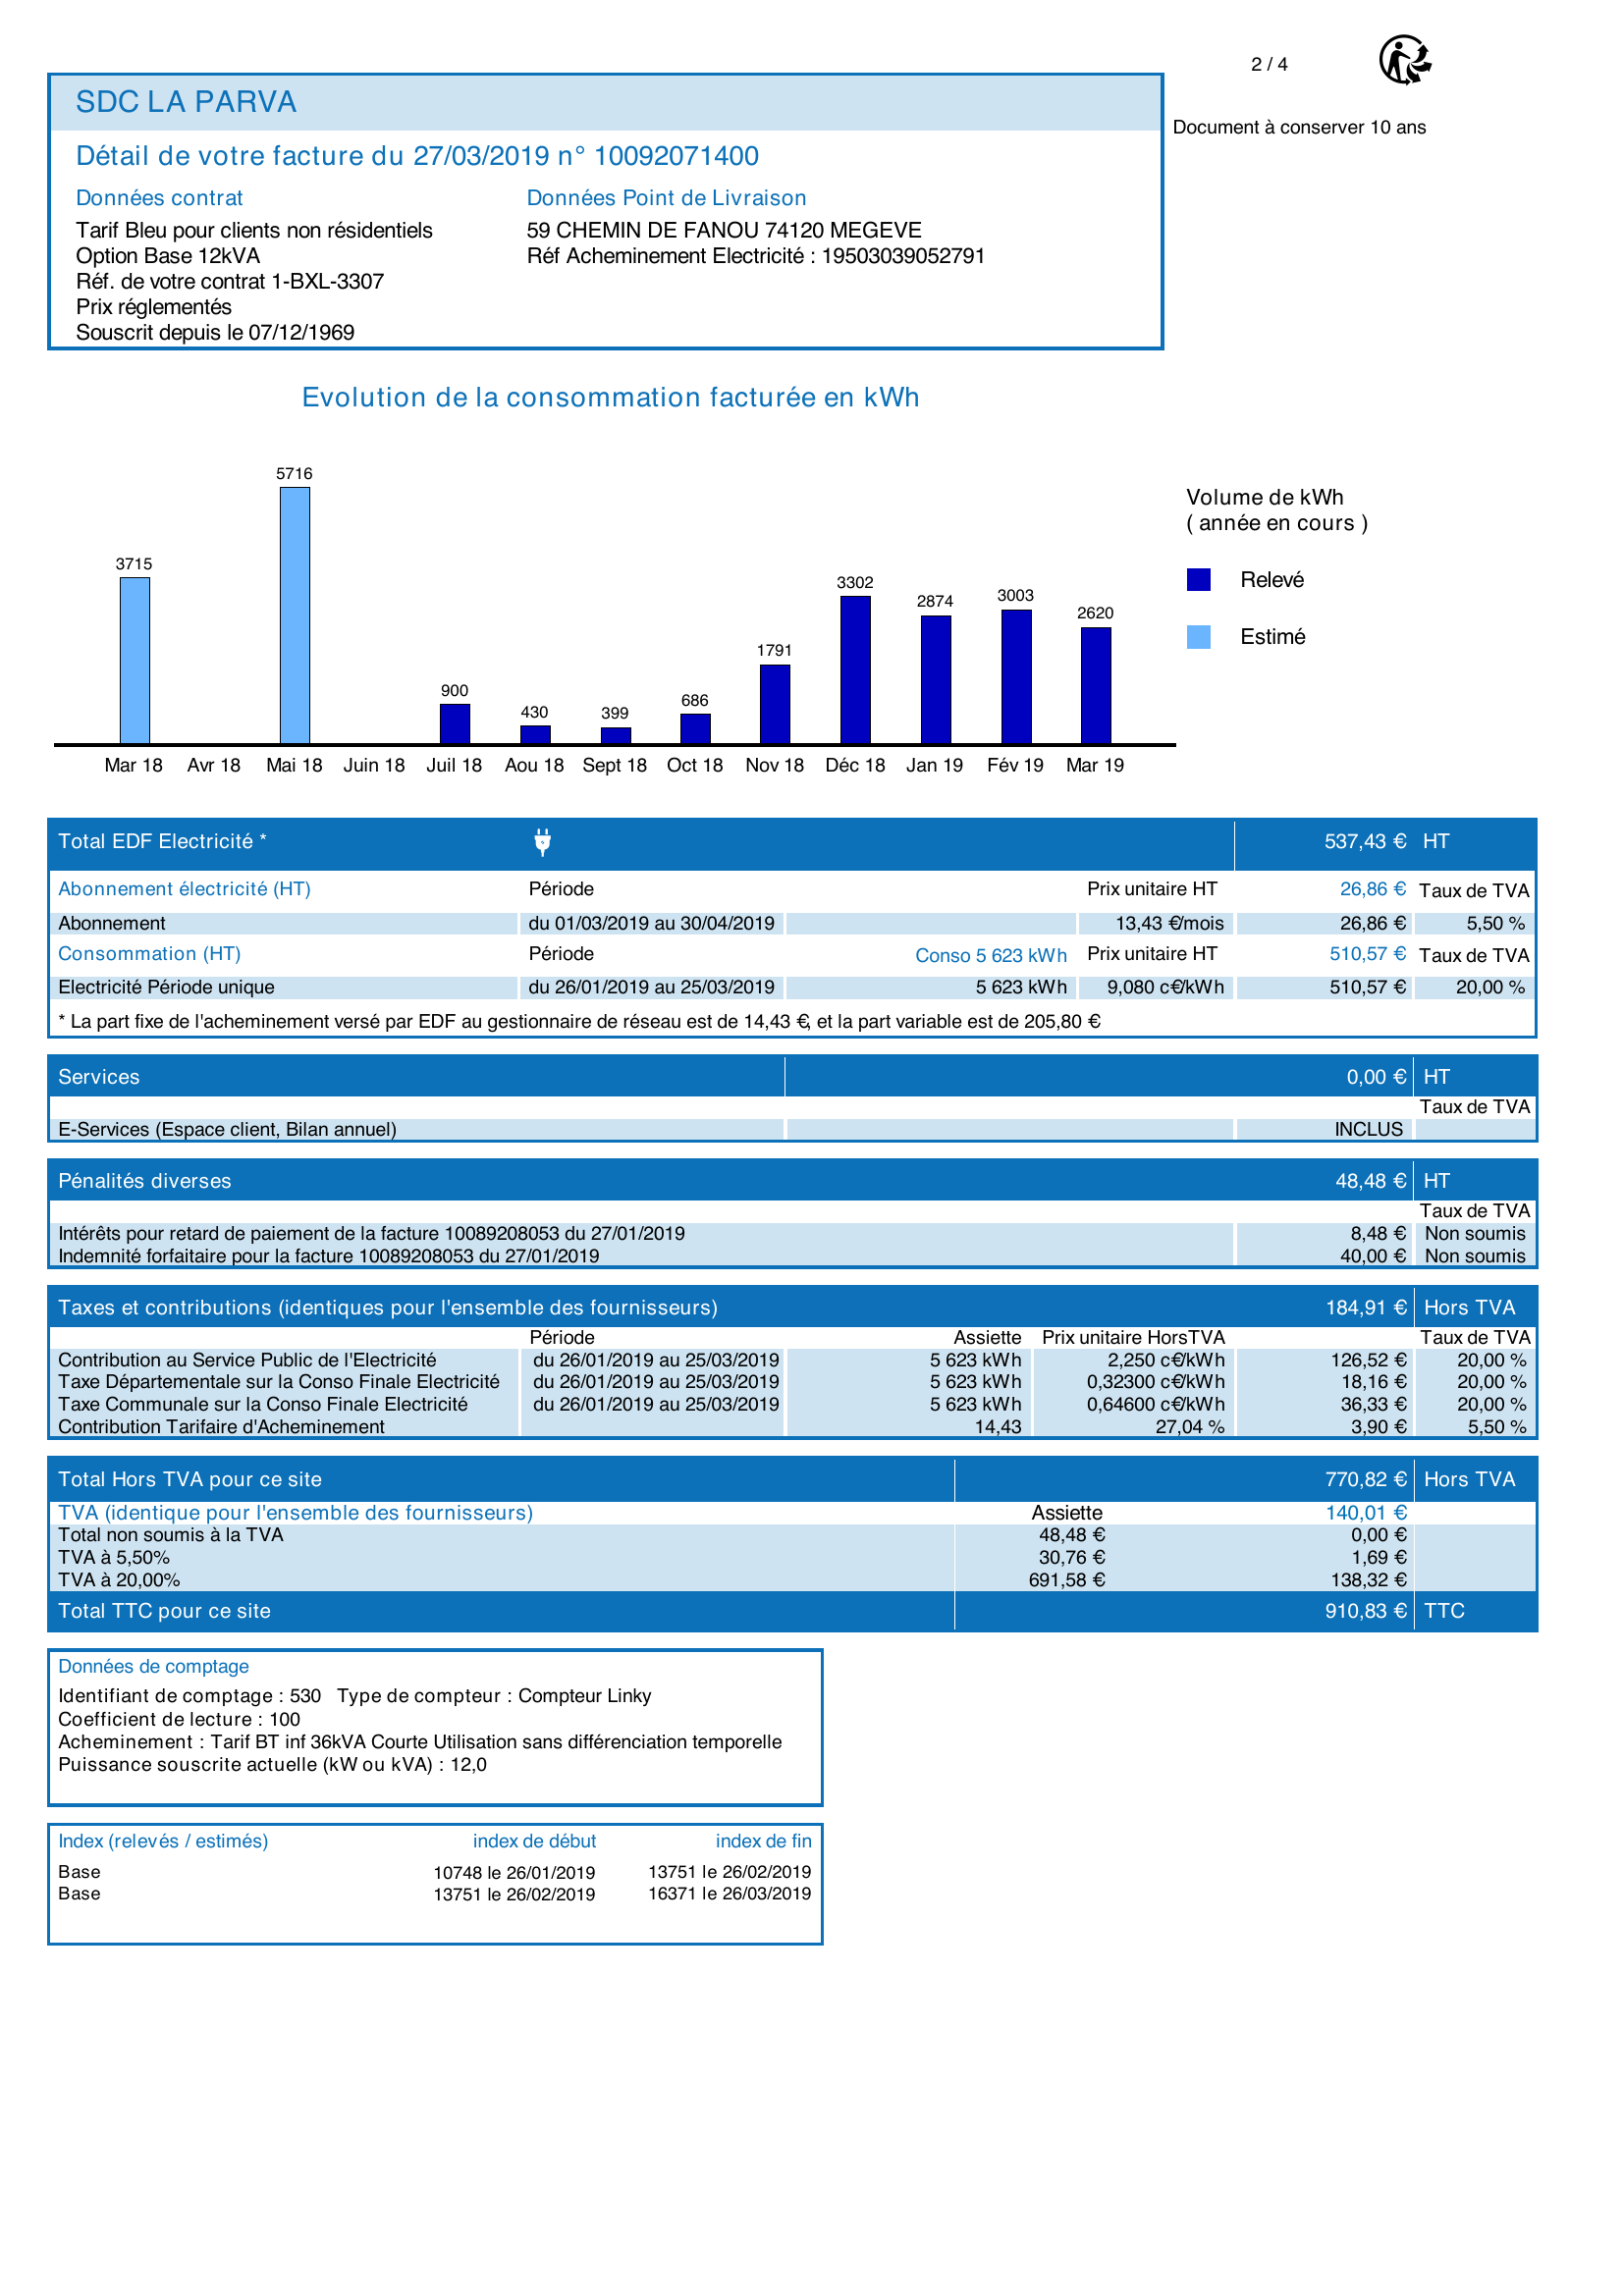 2 / 4
SDC LA PARVA
Document à conserver 10 ans
Détail de votre facture du 27/03/2019 n° 10092071400
Données contrat
Tarif Bleu pour clients non résidentiels
Option Base 12kVA
Réf. de votre contrat 1-BXL-3307
Prix réglementés
Souscrit depuis le 07/12/1969
Données Point de Livraison
59 CHEMIN DE FANOU 74120 MEGEVE
Réf Acheminement Electricité : 19503039052791
Evolution de la consommation facturée en kWh
3715 5716 900 430 399 686 1791 3302 2874 3003 2620
Mar 18 Avr 18 Mai 18 Juin 18 Juil 18 Aou 18 Sept 18 Oct 18 Nov 18 Déc 18 Jan 19 Fév 19 Mar 19
Volume de kWh
( année en cours )
Relevé
Estimé
Total EDF Electricité * 537,43 € HT
Abonnement électricité (HT) Période Prix unitaire HT 26,86 € Taux de TVA
Abonnement du 01/03/2019 au 30/04/2019 13,43 €/mois 26,86 € 5,50 %
Consommation (HT) Période Conso 5 623 kWh Prix unitaire HT 510,57 € Taux de TVA
Electricité Période unique du 26/01/2019 au 25/03/2019 5 623 kWh 9,080 c€/kWh 510,57 € 20,00 %
* La part fixe de l'acheminement versé par EDF au gestionnaire de réseau est de 14,43 €, et la part variable est de 205,80 €
Services 0,00 € HT
Taux de TVA
E-Services (Espace client, Bilan annuel) INCLUS
Pénalités diverses 48,48 € HT
Taux de TVA
Intérêts pour retard de paiement de la facture 10089208053 du 27/01/2019 8,48 € Non soumis
Indemnité forfaitaire pour la facture 10089208053 du 27/01/2019 40,00 € Non soumis
Taxes et contributions (identiques pour l'ensemble des fournisseurs) 184,91 € Hors TVA
Période Assiette Prix unitaire HorsTVA Taux de TVA
Contribution au Service Public de l'Electricité du 26/01/2019 au 25/03/2019 5 623 kWh 2,250 c€/kWh 126,52 € 20,00 %
Taxe Départementale sur la Conso Finale Electricité du 26/01/2019 au 25/03/2019 5 623 kWh 0,32300 c€/kWh 18,16 € 20,00 %
Taxe Communale sur la Conso Finale Electricité du 26/01/2019 au 25/03/2019 5 623 kWh 0,64600 c€/kWh 36,33 € 20,00 %
Contribution Tarifaire d'Acheminement 14,43 27,04 % 3,90 € 5,50 %
Total Hors TVA pour ce site 770,82 € Hors TVA
TVA (identique pour l'ensemble des fournisseurs) Assiette 140,01 €
Total non soumis à la TVA 48,48 € 0,00 €
TVA à 5,50% 30,76 € 1,69 €
TVA à 20,00% 691,58 € 138,32 €
Total TTC pour ce site 910,83 € TTC
Données de comptage
Identifiant de comptage : 530 Type de compteur : Compteur Linky
Coefficient de lecture : 100
Acheminement : Tarif BT inf 36kVA Courte Utilisation sans différenciation temporelle
Puissance souscrite actuelle (kW ou kVA) : 12,0
Index (relevés / estimés) index de début index de fin
Base 10748 le 26/01/2019 13751 le 26/02/2019
Base 13751 le 26/02/2019 16371 le 26/03/2019